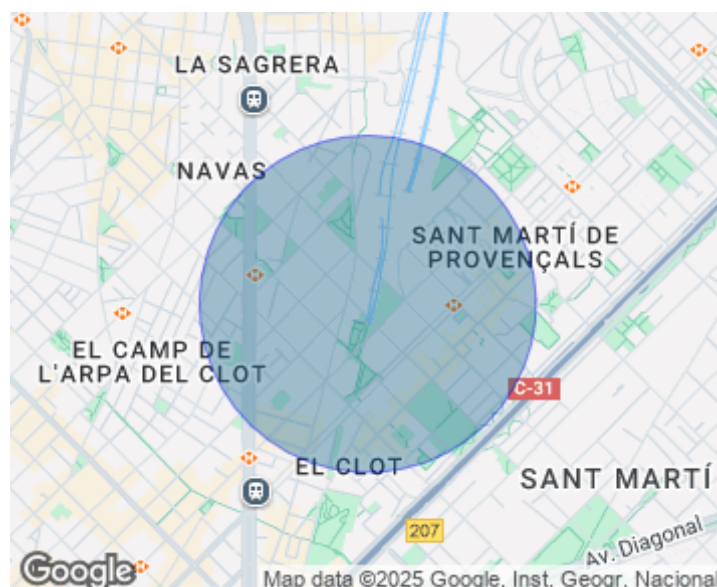 LA SAGRERA
NAVAS
SANT MARTÍ DE
PROVENÇALS
EL CAMP DE
L'ARPA DEL CLOT
C-31
EL CLOT
SANT MARTÍ
207
Av. Diagonal
Google
Map data ©2025 Google, Inst. Geogr. Nacional